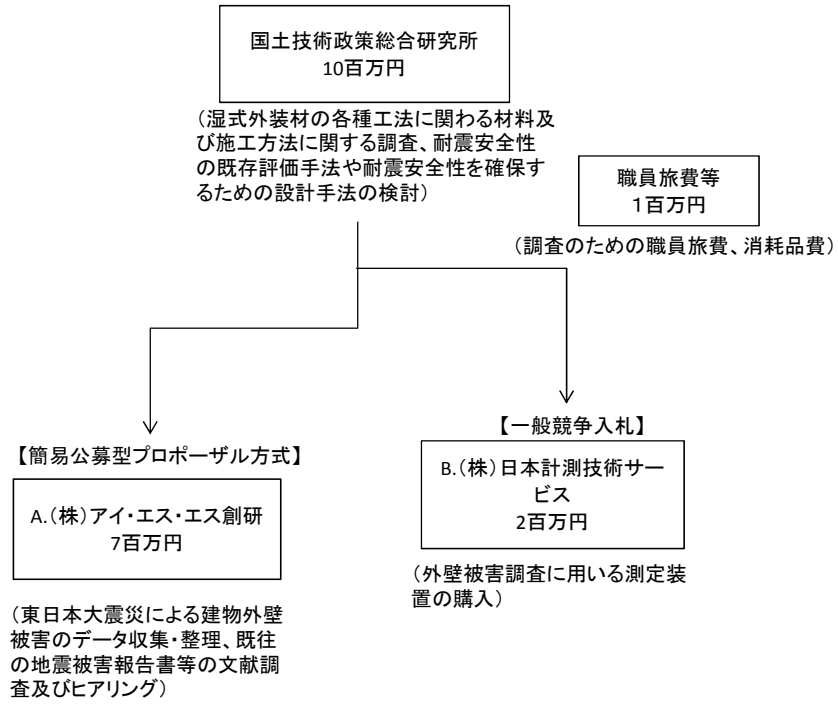 国土技術政策総合研究所
10百万円
（湿式外装材の各種工法に関わる材料及
び施工方法に関する調査、耐震安全性
の既存評価手法や耐震安全性を確保す
るための設計手法の検討）
職員旅費等
１百万円
（調査のための職員旅費、消耗品費）
【簡易公募型プロポーザル方式】
A.（株）アイ・エス・エス創研
7百万円
（東日本大震災による建物外壁
被害のデータ収集・整理、既往
の地震被害報告書等の文献調
査及びヒアリング）
【一般競争入札】
B.（株）日本計測技術サー
ビス
2百万円
（外壁被害調査に用いる測定装
置の購入）